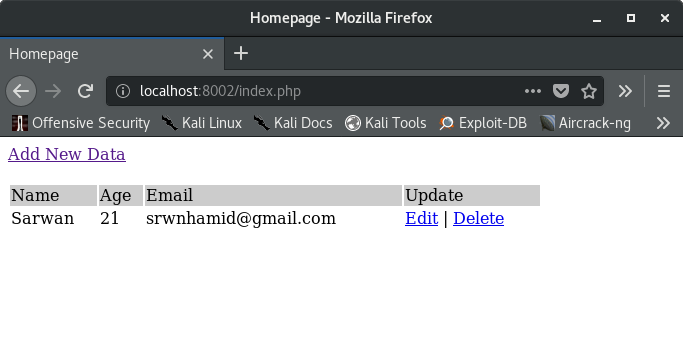 Homepage - Mozilla Firefox
Homepage
localhost:8002/index.php
Offensive Security Kali Linux Kali Docs Kali Tools Exploit-DB Aircrack-ng
Add New Data
Name Age Email Update
Sarwan 21 srwnhamid@gmail.com Edit | Delete